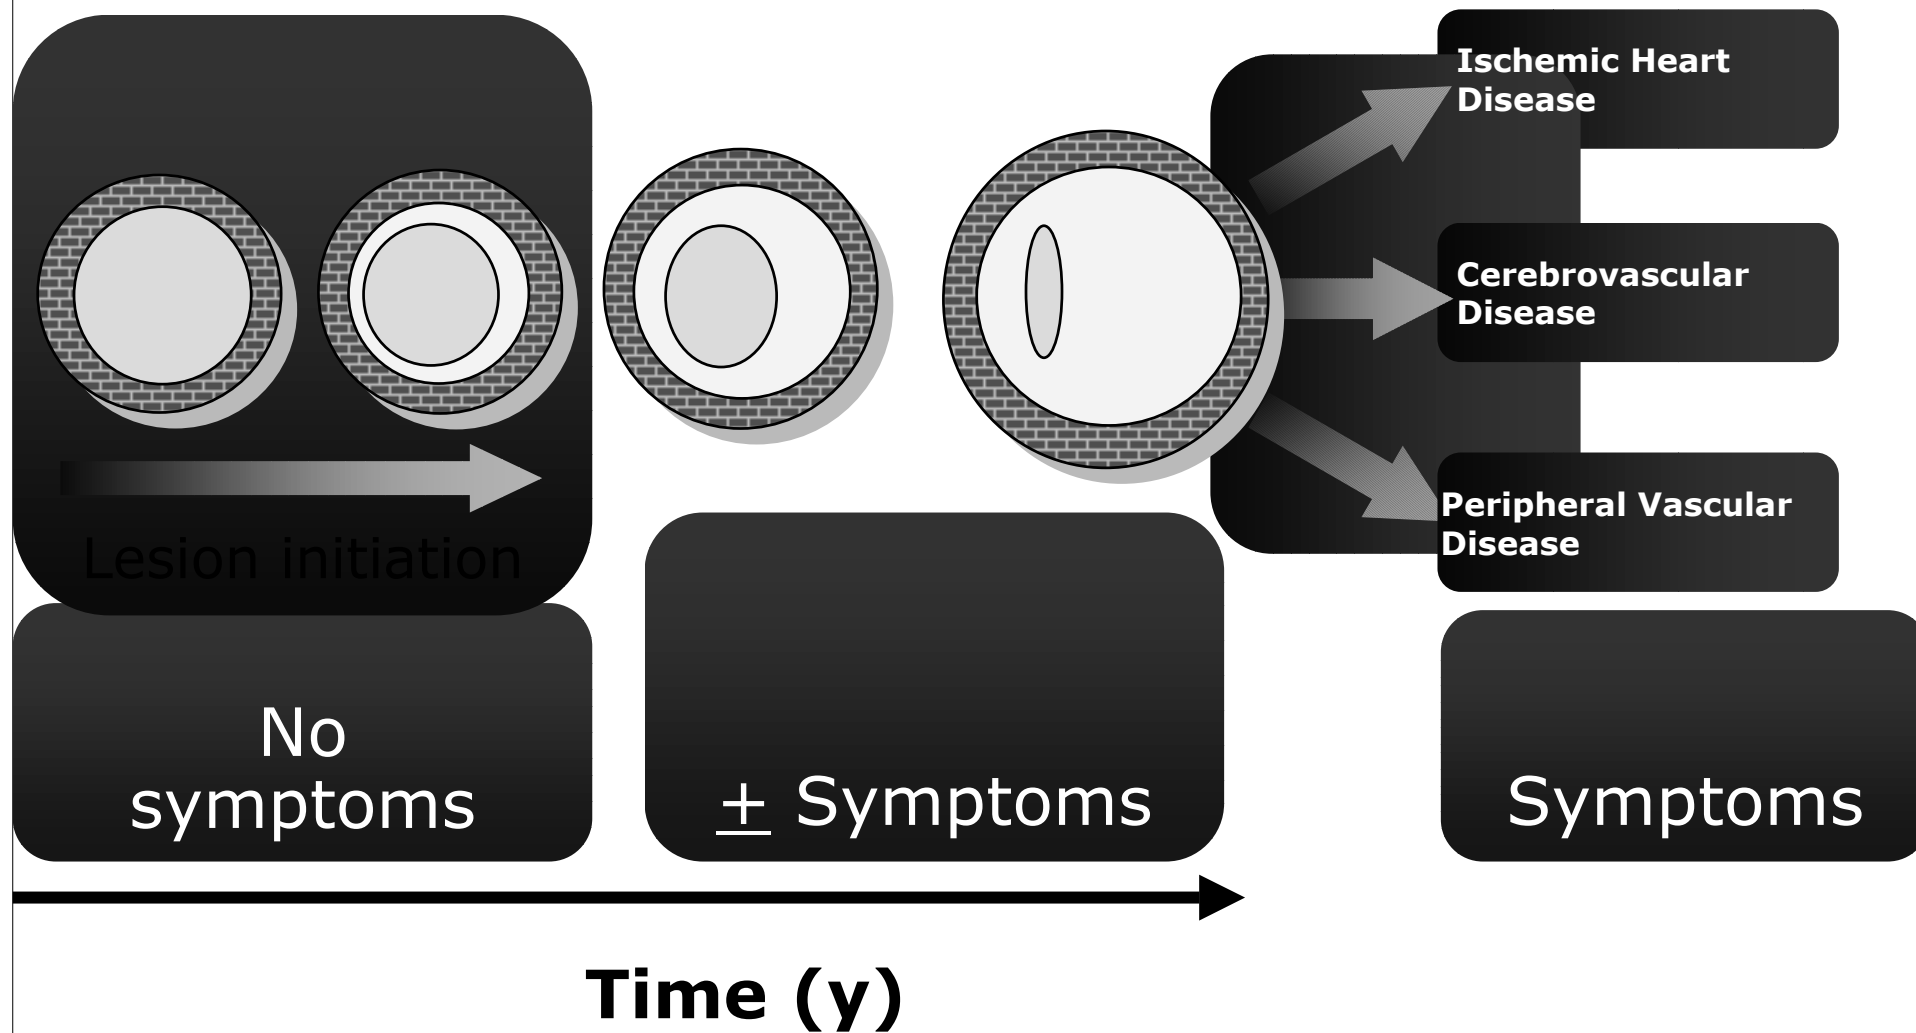 Ischemic Heart
Disease
Cerebrovascular
Disease
Peripheral Vascular
Disease
Lesion initiation
No
symptoms
± Symptoms
Symptoms
Time (y)